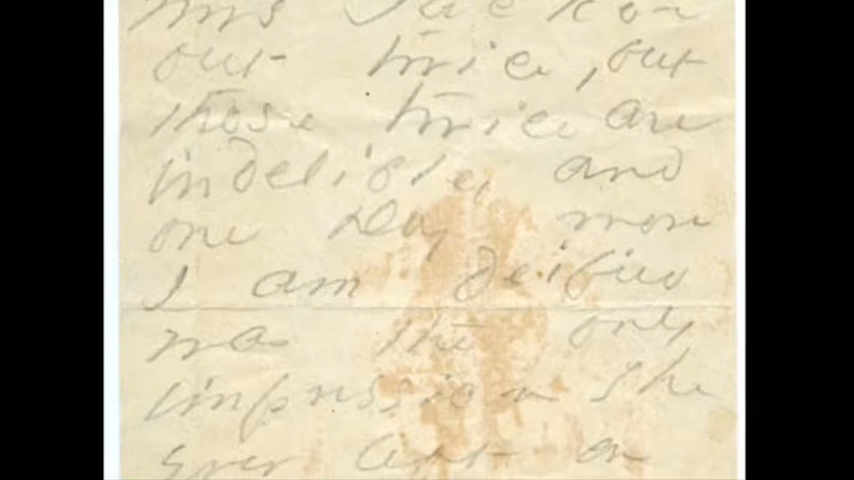 Mrs Jackson
but twice, but
those twice are
indelible, and
one Day more
I am deified
was the only
impression she
ever left on